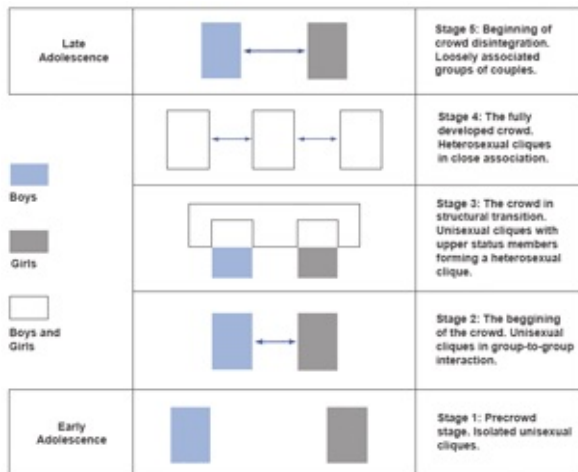 Late
Adolescence
Stage 5: Beginning of
crowd disintegration.
Loosely associated
groups of couples.
Stage 4: The fully
developed crowd.
Heterosexual cliques
in close association.
Boys
Girls
Boys and
Girls
Stage 3: The crowd in
structural transition.
Unisexual cliques with
upper status members
forming a heterosexual
clique.
Stage 2: The beggining
of the crowd. Unisexual
cliques in group-to-group
interaction.
Early
Adolescence
Stage 1: Precrowd
stage. Isolated unisexual
cliques.